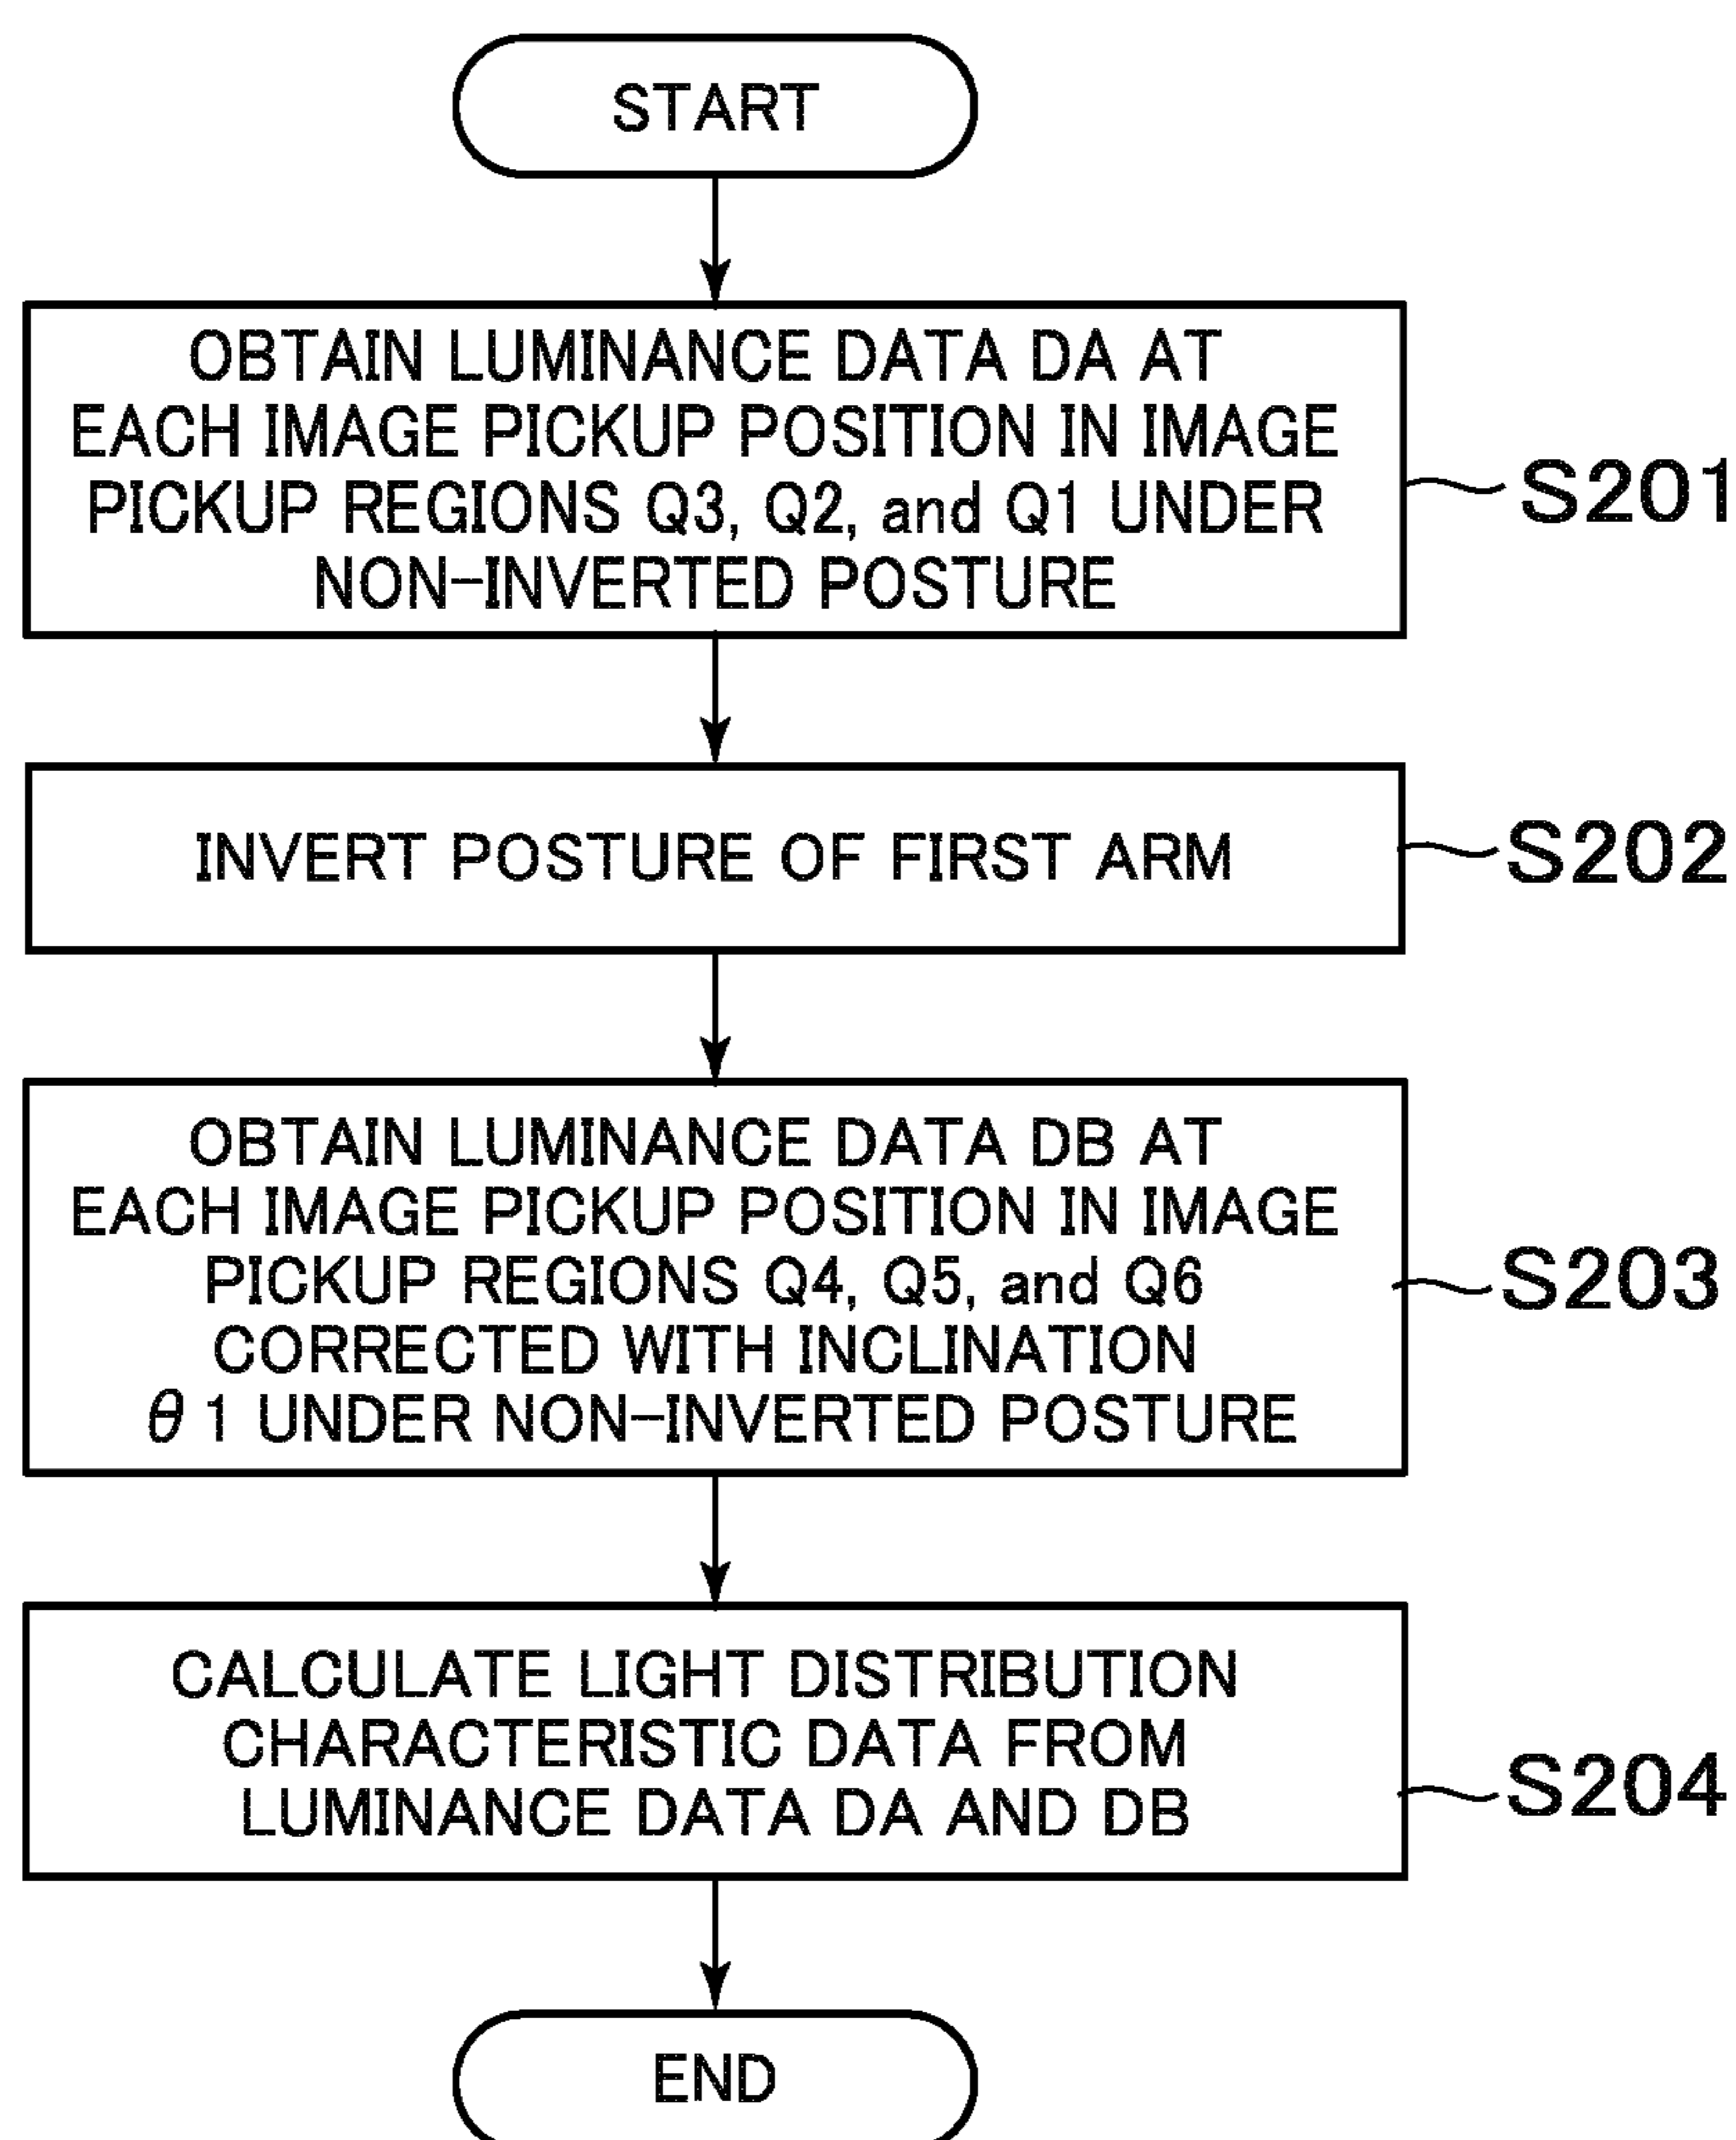 START
OBTAIN LUMINANCE DATA DA AT
EACH IMAGE PICKUP POSITION IN IMAGE
PICKUP REGIONS Q3, Q2, and Q1 UNDER
NON-INVERTED POSTURE
S201
INVERT POSTURE OF FIRST ARM
S202
OBTAIN LUMINANCE DATA DB AT
EACH IMAGE PICKUP POSITION IN IMAGE
PICKUP REGIONS Q4, Q5, and Q6
CORRECTED WITH INCLINATION
θ1 UNDER NON-INVERTED POSTURE
S203
CALCULATE LIGHT DISTRIBUTION
CHARACTERISTIC DATA FROM
LUMINANCE DATA DA AND DB
S204
END